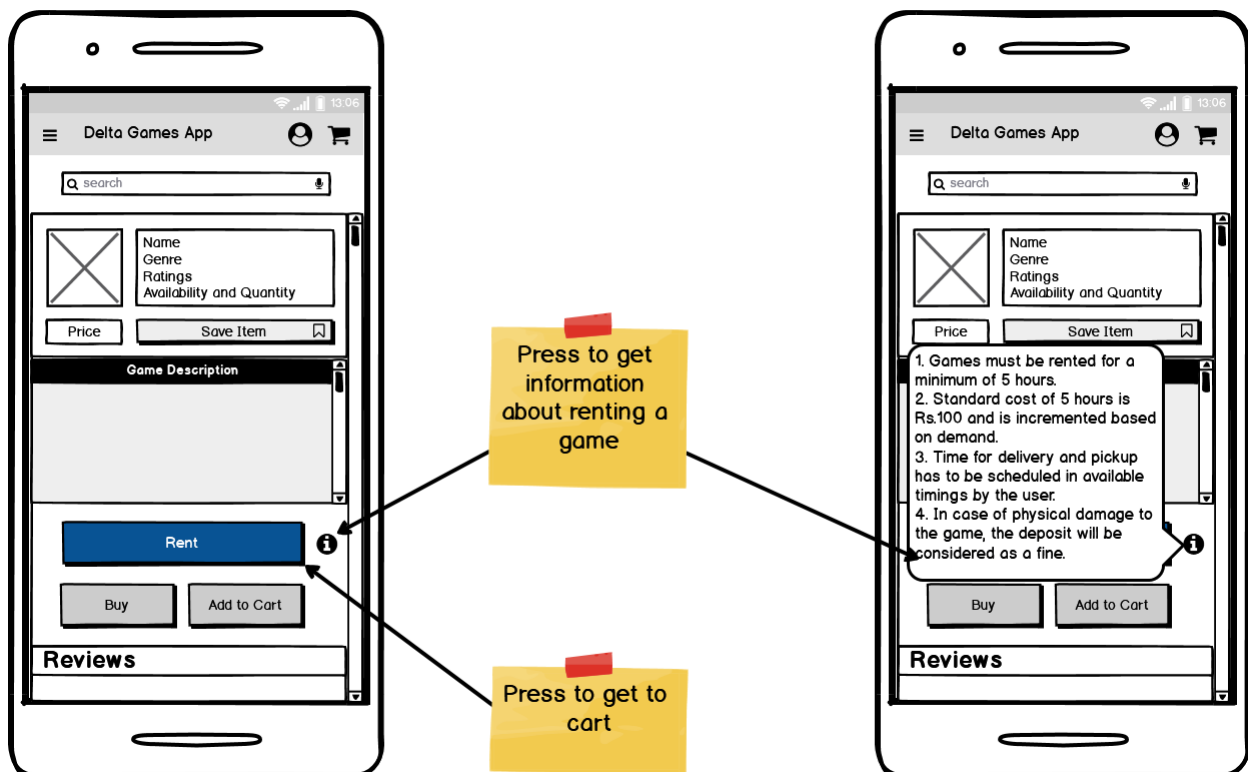 13:06
Delta Games App
search
Name
Genre
Ratings
Availability and Quantity
Price
Save Item
Game Description
Rent
Buy
Add to Cart
Reviews
Press to get
information
about renting a
game
Press to get to
cart
13:06
Delta Games App
search
Name
Genre
Ratings
Availability and Quantity
Price
Save Item
1. Games must be rented for a
minimum of 5 hours.
2. Standard cost of 5 hours is
Rs.100 and is incremented based
on demand.
3. Time for delivery and pickup
has to be scheduled in available
timings by the user.
4. In case of physical damage to
the game, the deposit will be
considered as a fine.
Buy
Add to Cart
Reviews